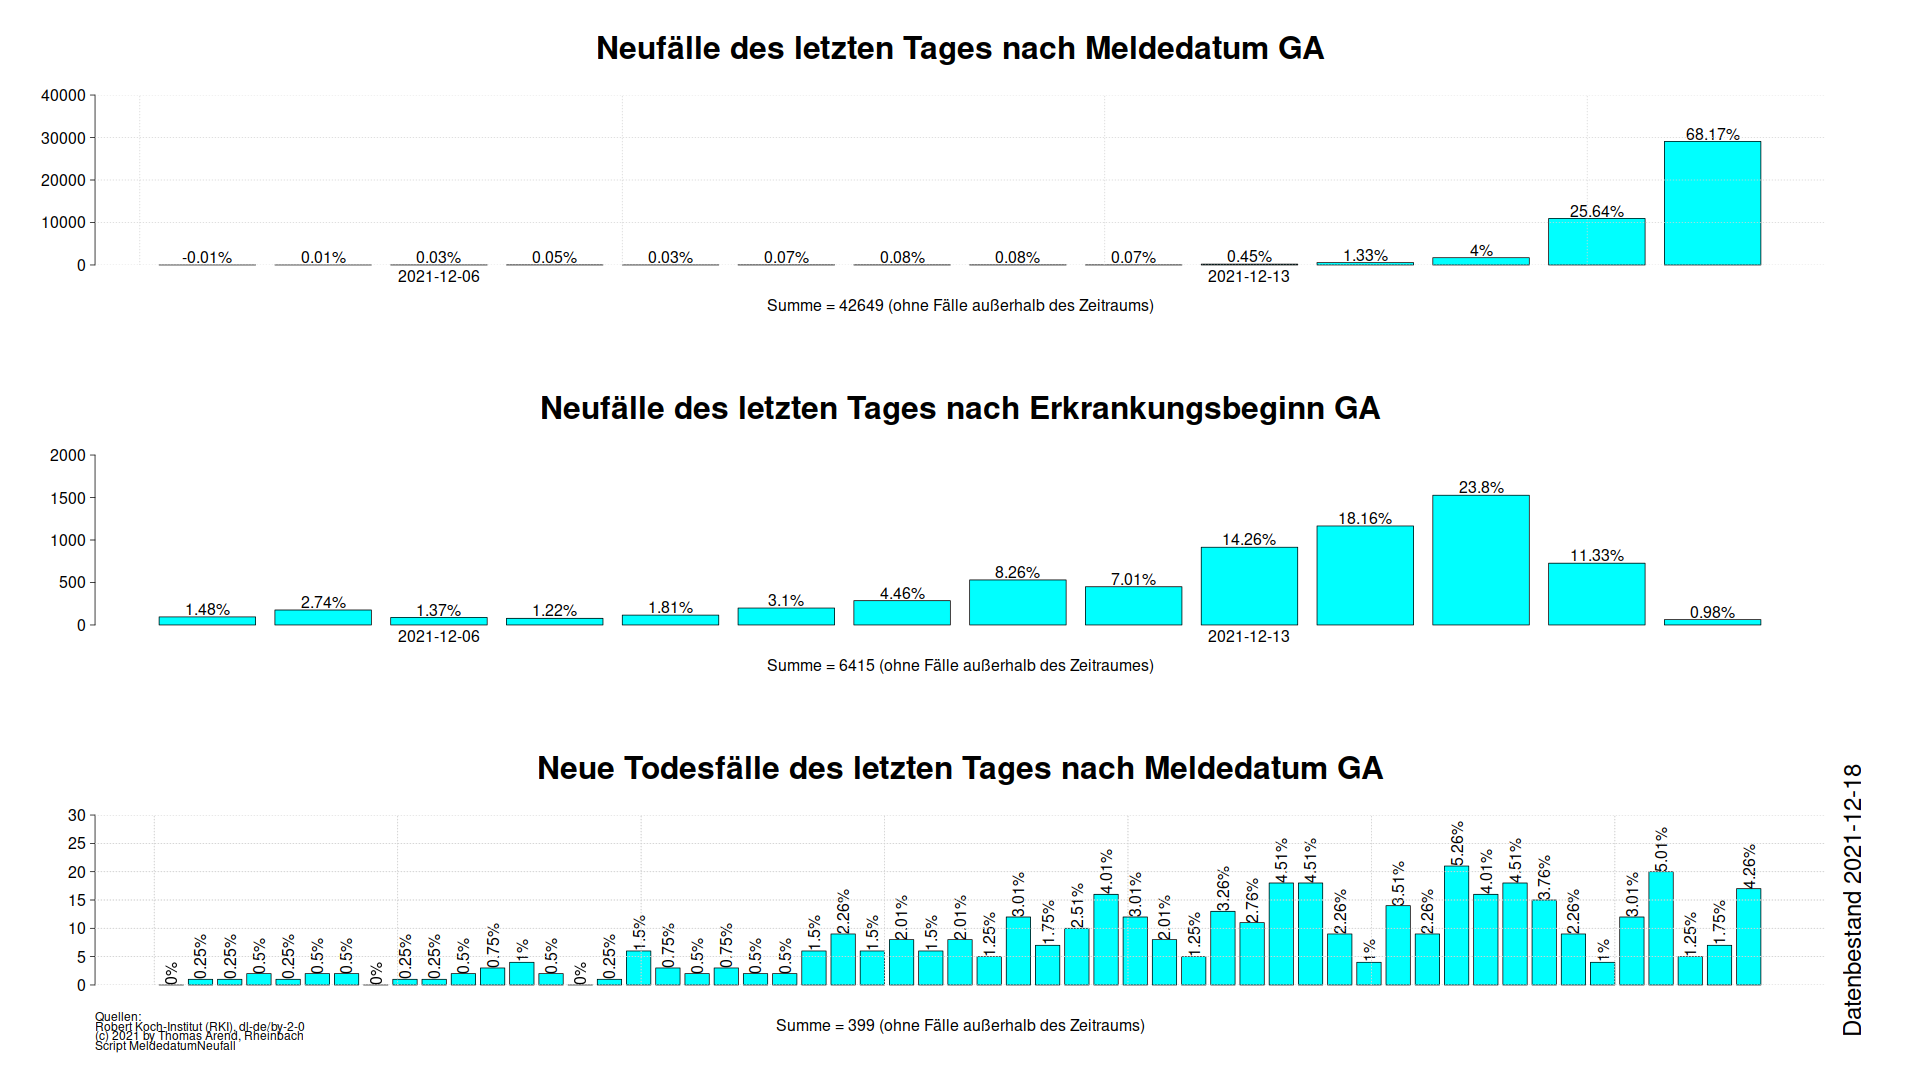 Neufälle des letzten Tages nach Meldedatum GA
40000
30000
20000
10000
0
-0.01% 0.01% 0.03% 0.05% 0.03% 0.07% 0.08% 0.08% 0.07% 0.45% 1.33% 4% 25.64% 68.17%
2021-12-06 2021-12-13
Summe = 42649 (ohne Fälle außerhalb des Zeitraums)
Neufälle des letzten Tages nach Erkrankungsbeginn GA
2000
1500
1000
500
0
1.48% 2.74% 1.37% 1.22% 1.81% 3.1% 4.46% 8.26% 7.01% 14.26% 18.16% 23.8% 11.33% 0.98%
2021-12-06 2021-12-13
Summe = 6415 (ohne Fälle außerhalb des Zeitraumes)
Neue Todesfälle des letzten Tages nach Meldedatum GA
30
25
20
15
10
5
0
0% 0.25% 0.25% 0.5% 0.25% 0.5% 0.5% 0% 0.25% 0.25% 0.5% 0.75% 1% 0.5% 0% 0.25% 1.5% 0.75% 0.5% 0.75% 0.5% 0.5% 1.5% 2.26% 1.5% 2.01% 1.5% 2.01% 1.25% 3.01% 1.75% 2.51% 4.01% 3.01% 2.01% 1.25% 3.26% 2.76% 4.51% 4.51% 2.26% 1% 3.51% 2.26% 5.26% 4.01% 4.51% 3.76% 2.26% 1% 3.01% 5.01% 1.25% 1.75% 4.26%
Summe = 399 (ohne Fälle außerhalb des Zeitraums)
Quellen:
Robert Koch-Institut (RKI), dl-de/by-2-0
(c) 2021 by Thomas Arend, Rheinbach
Script MeldedatumNeufall
Datenbestand 2021-12-18